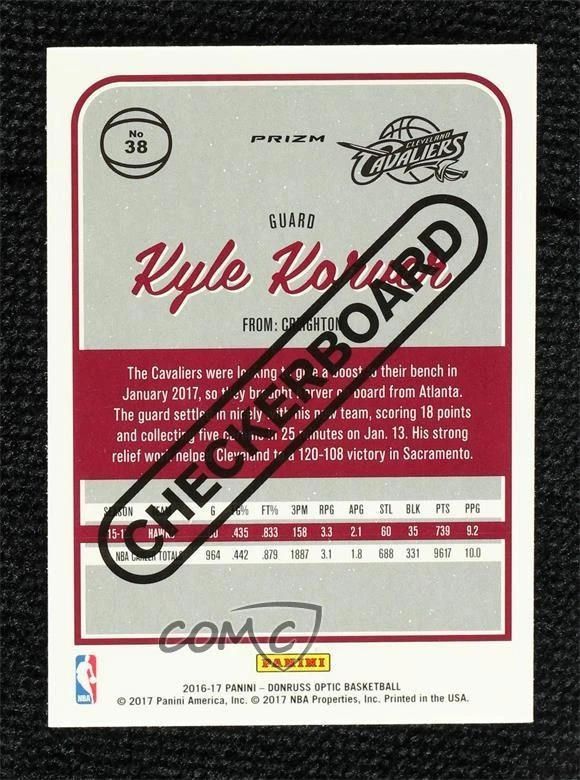 No
38
PRIZM
CLEVELAND
CAVALIERS
GUARD
Kyle Korver
FROM: CREIGHTON
CHECKERBOARD
The Cavaliers were looking to give a boost to their bench in
January 2017, so they brought Korver on board from Atlanta.
The guard settled in nicely with his new team, scoring 18 points
and collecting five caroms in 25 minutes on Jan. 13. His strong
relief work helped Cleveland to a 120-108 victory in Sacramento.
SEASON TEAM G FG% FT% 3PM RPG APG STL BLK PTS PPG
15-1 HAWKS .435 .833 158 3.3 2.1 60 35 739 9.2
NBA CAREER TOTALS 964 .442 .879 1887 3.1 1.8 688 331 9617 10.0
COMC
PANINI
NBA
2016-17 PANINI – DONRUSS OPTIC BASKETBALL
© 2017 Panini America, Inc. © 2017 NBA Properties, Inc. Printed in the USA.